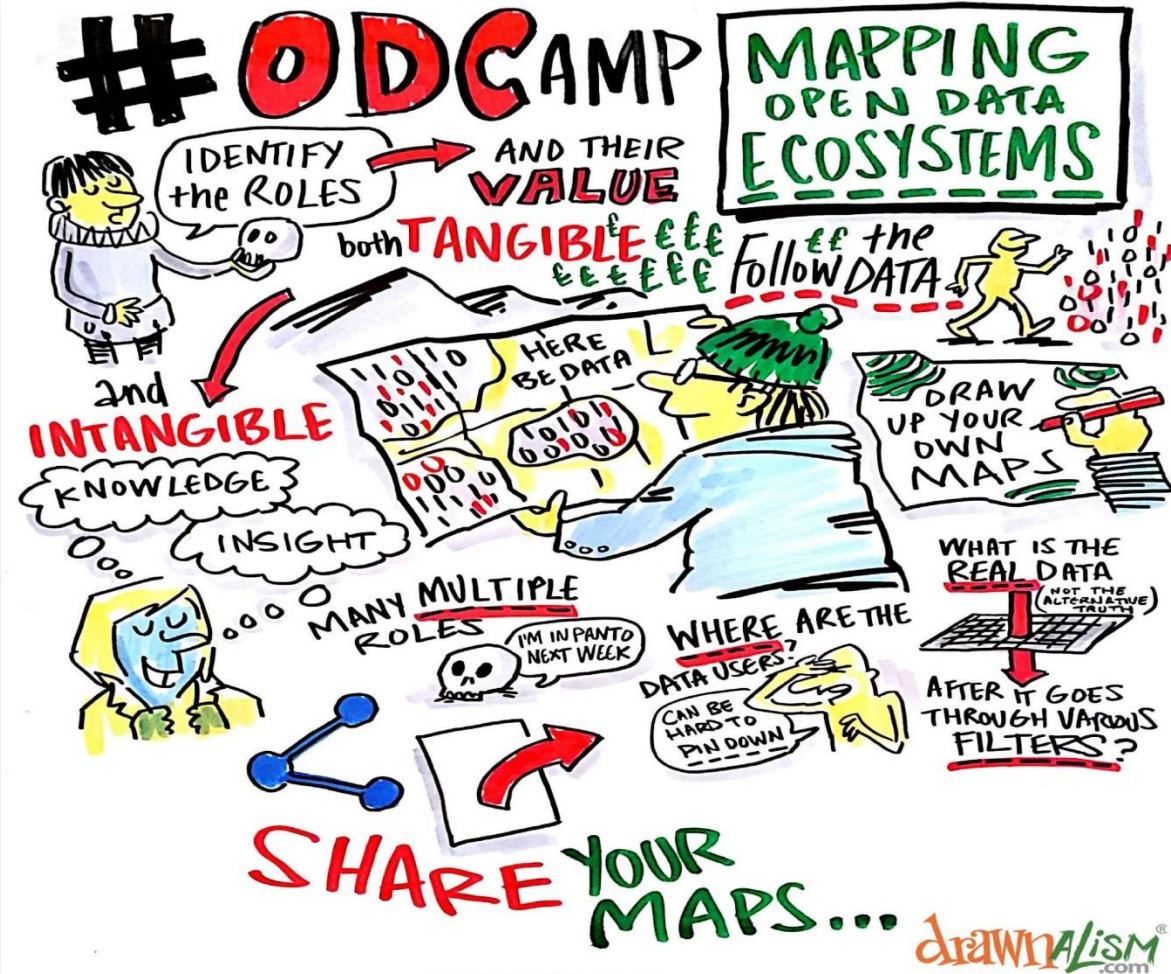 #ODCAMP
MAPPING
OPEN DATA
ECOSYSTEMS
IDENTIFY
the ROLES
AND THEIR
VALUE
both TANGIBLE £ £ £ £
£ £ £ £ £ £
££
Follow the
DATA
and
INTANGIBLE
KNOWLEDGE
INSIGHT
HERE
BE DATA
DRAW
UP YOUR
OWN
MAPS
MANY MULTIPLE
ROLES
I'M IN PANTO
NEXT WEEK
WHERE ARE THE
DATA USERS?
CAN BE
HARD TO
PIN DOWN
WHAT IS THE
REAL DATA
(NOT THE
ALTERNATIVE
TRUTH)
AFTER IT GOES
THROUGH VARIOUS
FILTERS?
SHARE YOUR
MAPS...
drawnALISM®
.com